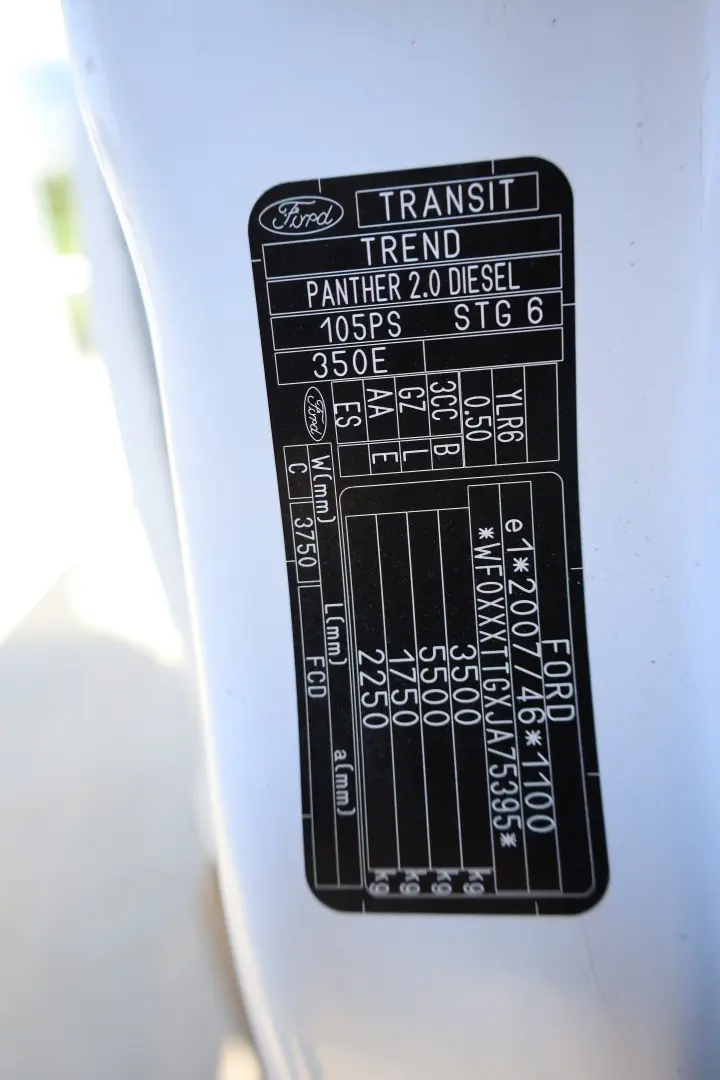 Ford TRANSIT
TREND
PANTHER 2.0 DIESEL
105PS STG 6
350E
FORD
e1*2007/46*1100
*WF0XXXTTGXJA75395*
3500 kg
5500 kg
1750 kg
2250 kg
YLR6
0.50
3CC B
GZ L
AA E
ES
Ford
W(mm) L(mm) a(mm)
C 3750 FCD